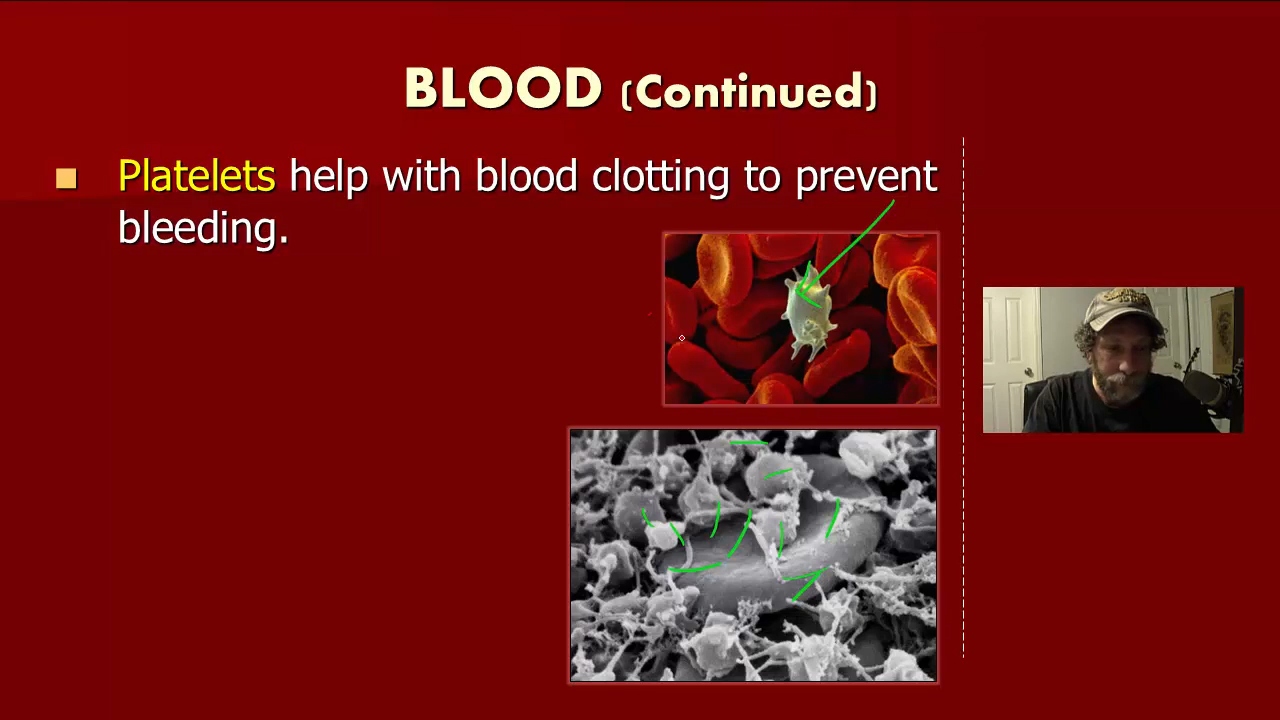 BLOOD (Continued)
Platelets help with blood clotting to prevent
bleeding.